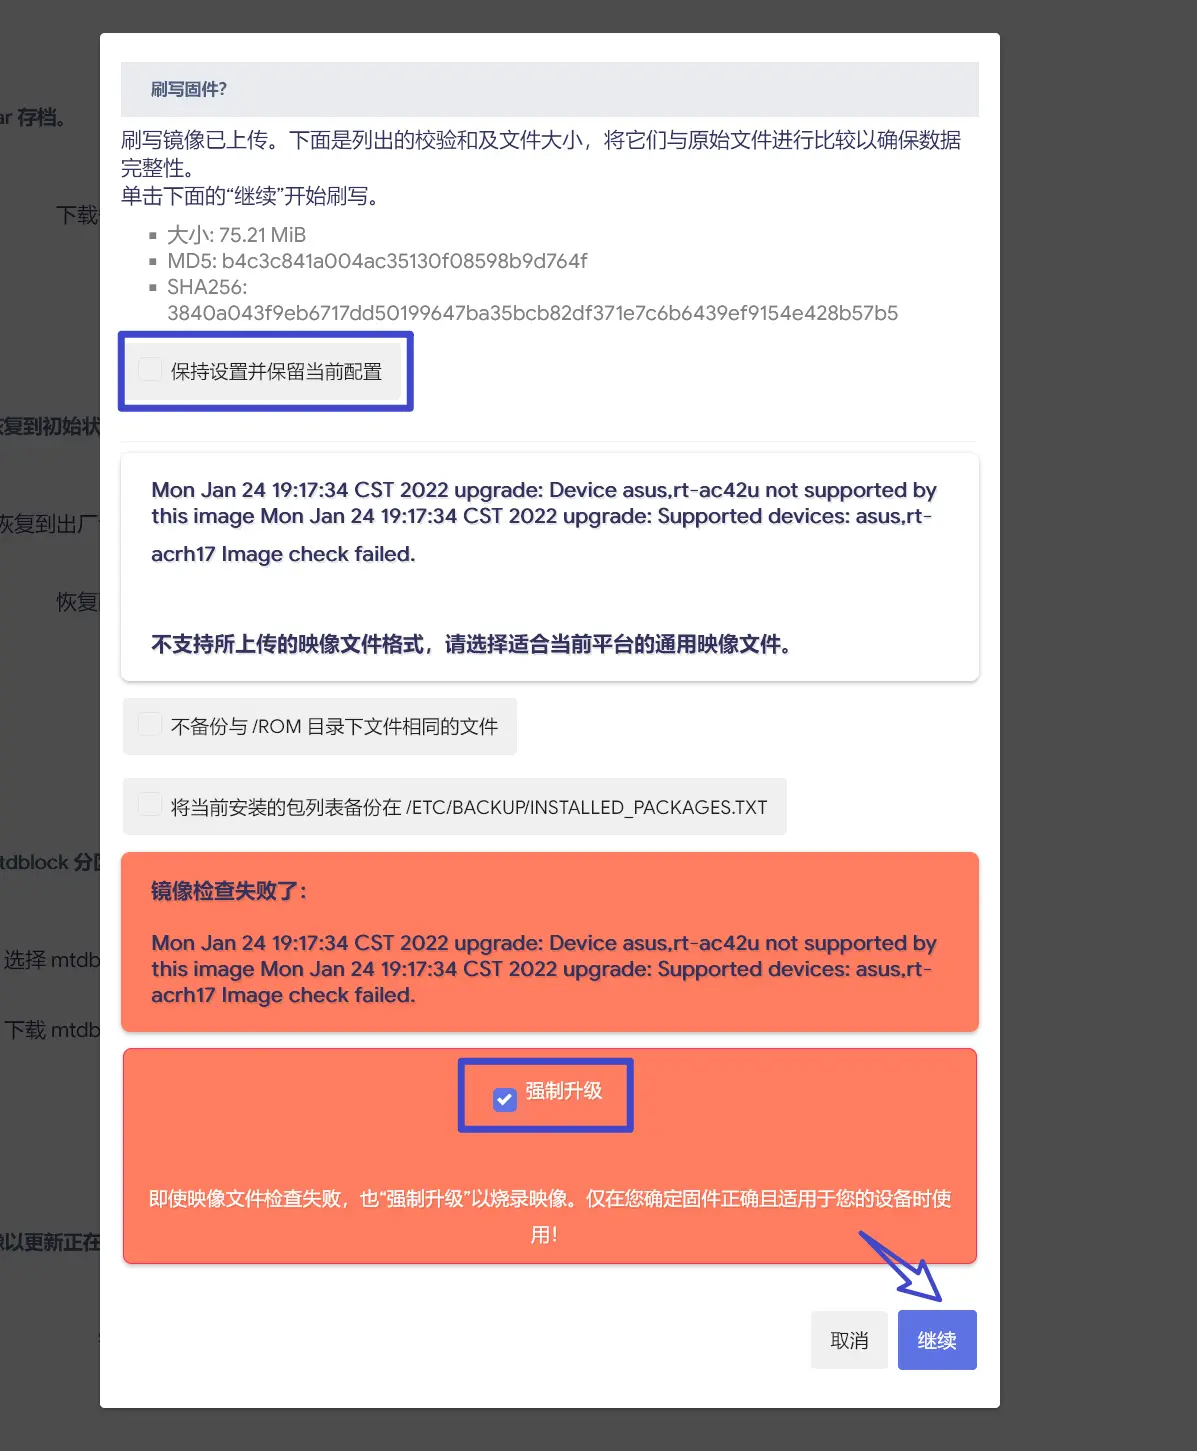 刷写固件?
ar 存档。
刷写镜像已上传。下面是列出的校验和及文件大小，将它们与原始文件进行比较以确保数据
完整性。
单击下面的“继续”开始刷写。
下载
大小: 75.21 MiB
MD5: b4c3c841a004ac35130f08598b9d764f
SHA256:
3840a043f9eb6717dd50199647ba35bcb82df371e7c6b6439ef9154e428b57b5
保持设置并保留当前配置
恢复到初始状
Mon Jan 24 19:17:34 CST 2022 upgrade: Device asus,rt-ac42u not supported by
this image Mon Jan 24 19:17:34 CST 2022 upgrade: Supported devices: asus,rt-
恢复到出厂
acrh17 Image check failed.
恢复
不支持所上传的映像文件格式，请选择适合当前平台的通用映像文件。
不备份与 /ROM 目录下文件相同的文件
将当前安装的包列表备份在 /ETC/BACKUP/INSTALLED_PACKAGES.TXT
tdblock 分区
镜像检查失败了：
Mon Jan 24 19:17:34 CST 2022 upgrade: Device asus,rt-ac42u not supported by
选择 mtdb
this image Mon Jan 24 19:17:34 CST 2022 upgrade: Supported devices: asus,rt-
acrh17 Image check failed.
下载 mtdb
强制升级
即使映像文件检查失败，也“强制升级”以烧录映像。仅在您确定固件正确且适用于您的设备时使
用！
以更新正在
取消
继续